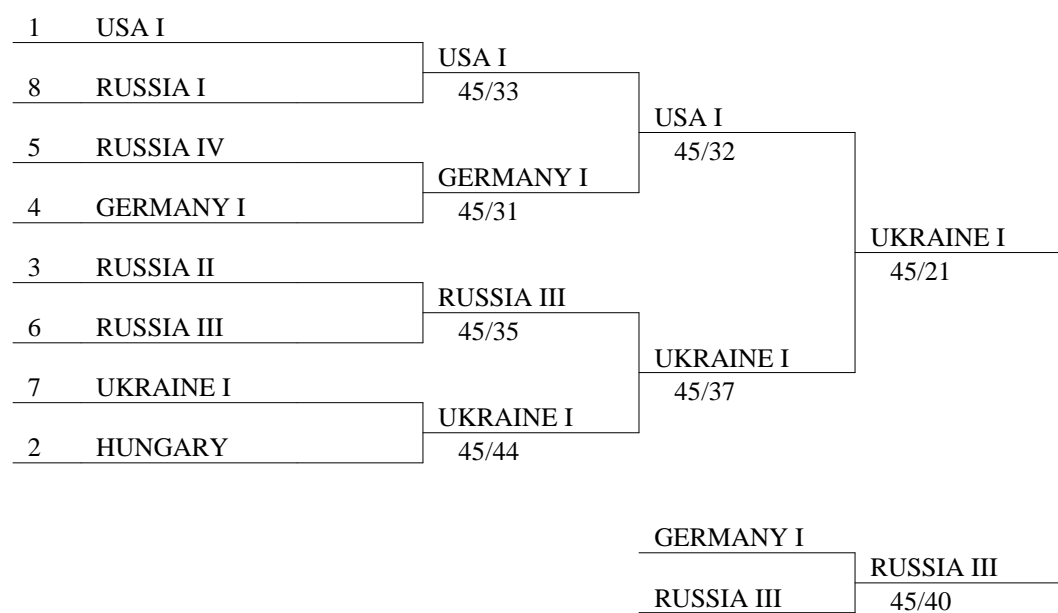 1 USA I
USA I
8 RUSSIA I
45/33
USA I
5 RUSSIA IV
45/32
GERMANY I
4 GERMANY I
45/31
UKRAINE I
3 RUSSIA II
45/21
RUSSIA III
6 RUSSIA III
45/35
UKRAINE I
7 UKRAINE I
45/37
UKRAINE I
2 HUNGARY
45/44
GERMANY I
RUSSIA III
RUSSIA III
45/40